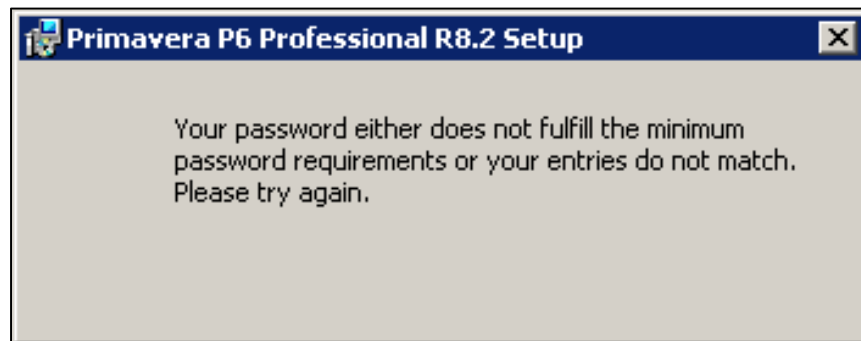 Primavera P6 Professional R8.2 Setup
Your password either does not fulfill the minimum
password requirements or your entries do not match.
Please try again.